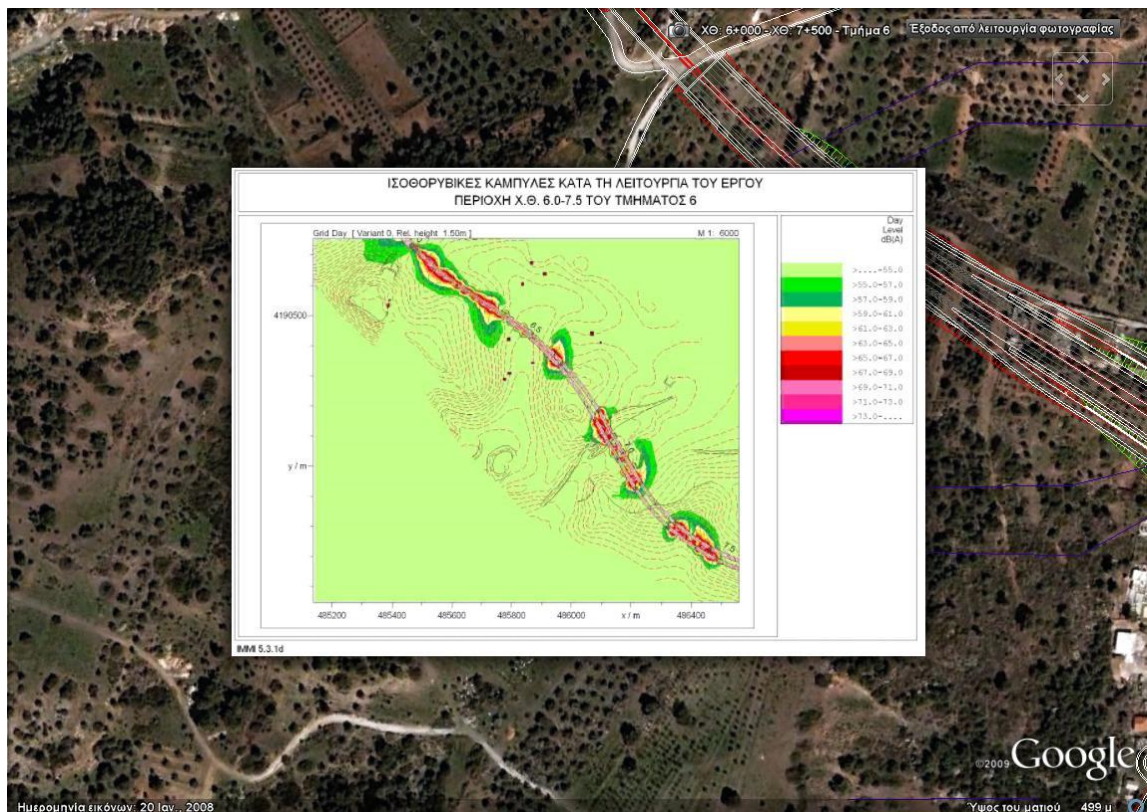 ΧΘ: 6+000 - ΧΘ: 7+500 - Τμήμα 6
Έξοδος από λειτουργία φωτογραφίας
ΙΣΟΘΟΡΥΒΙΚΕΣ ΚΑΜΠΥΛΕΣ ΚΑΤΑ ΤΗ ΛΕΙΤΟΥΡΓΙΑ ΤΟΥ ΕΡΓΟΥ
ΠΕΡΙΟΧΗ Χ.Θ. 6.0-7.5 ΤΟΥ ΤΜΗΜΑΤΟΣ 6
Grid Day [ Variant 0, Rel. height 1.50m ]
M 1: 6000
Day
Level
dB(A)
>....-55.0
>55.0-57.0
>57.0-59.0
>59.0-61.0
>61.0-63.0
>63.0-65.0
>65.0-67.0
>67.0-69.0
>69.0-71.0
>71.0-73.0
>73.0-....
4190500
6.5
y / m
7.5
485200
485400
485600
485800
486000
x / m
486400
IMMI 5.3.1d
©2009 Google
Ημερομηνία εικόνων: 20 Ιαν., 2008
Ύψος του ματιού 499 μ